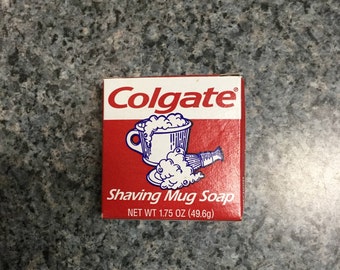 Colgate®
Shaving Mug Soap
NET WT 1.75 OZ (49.6g)